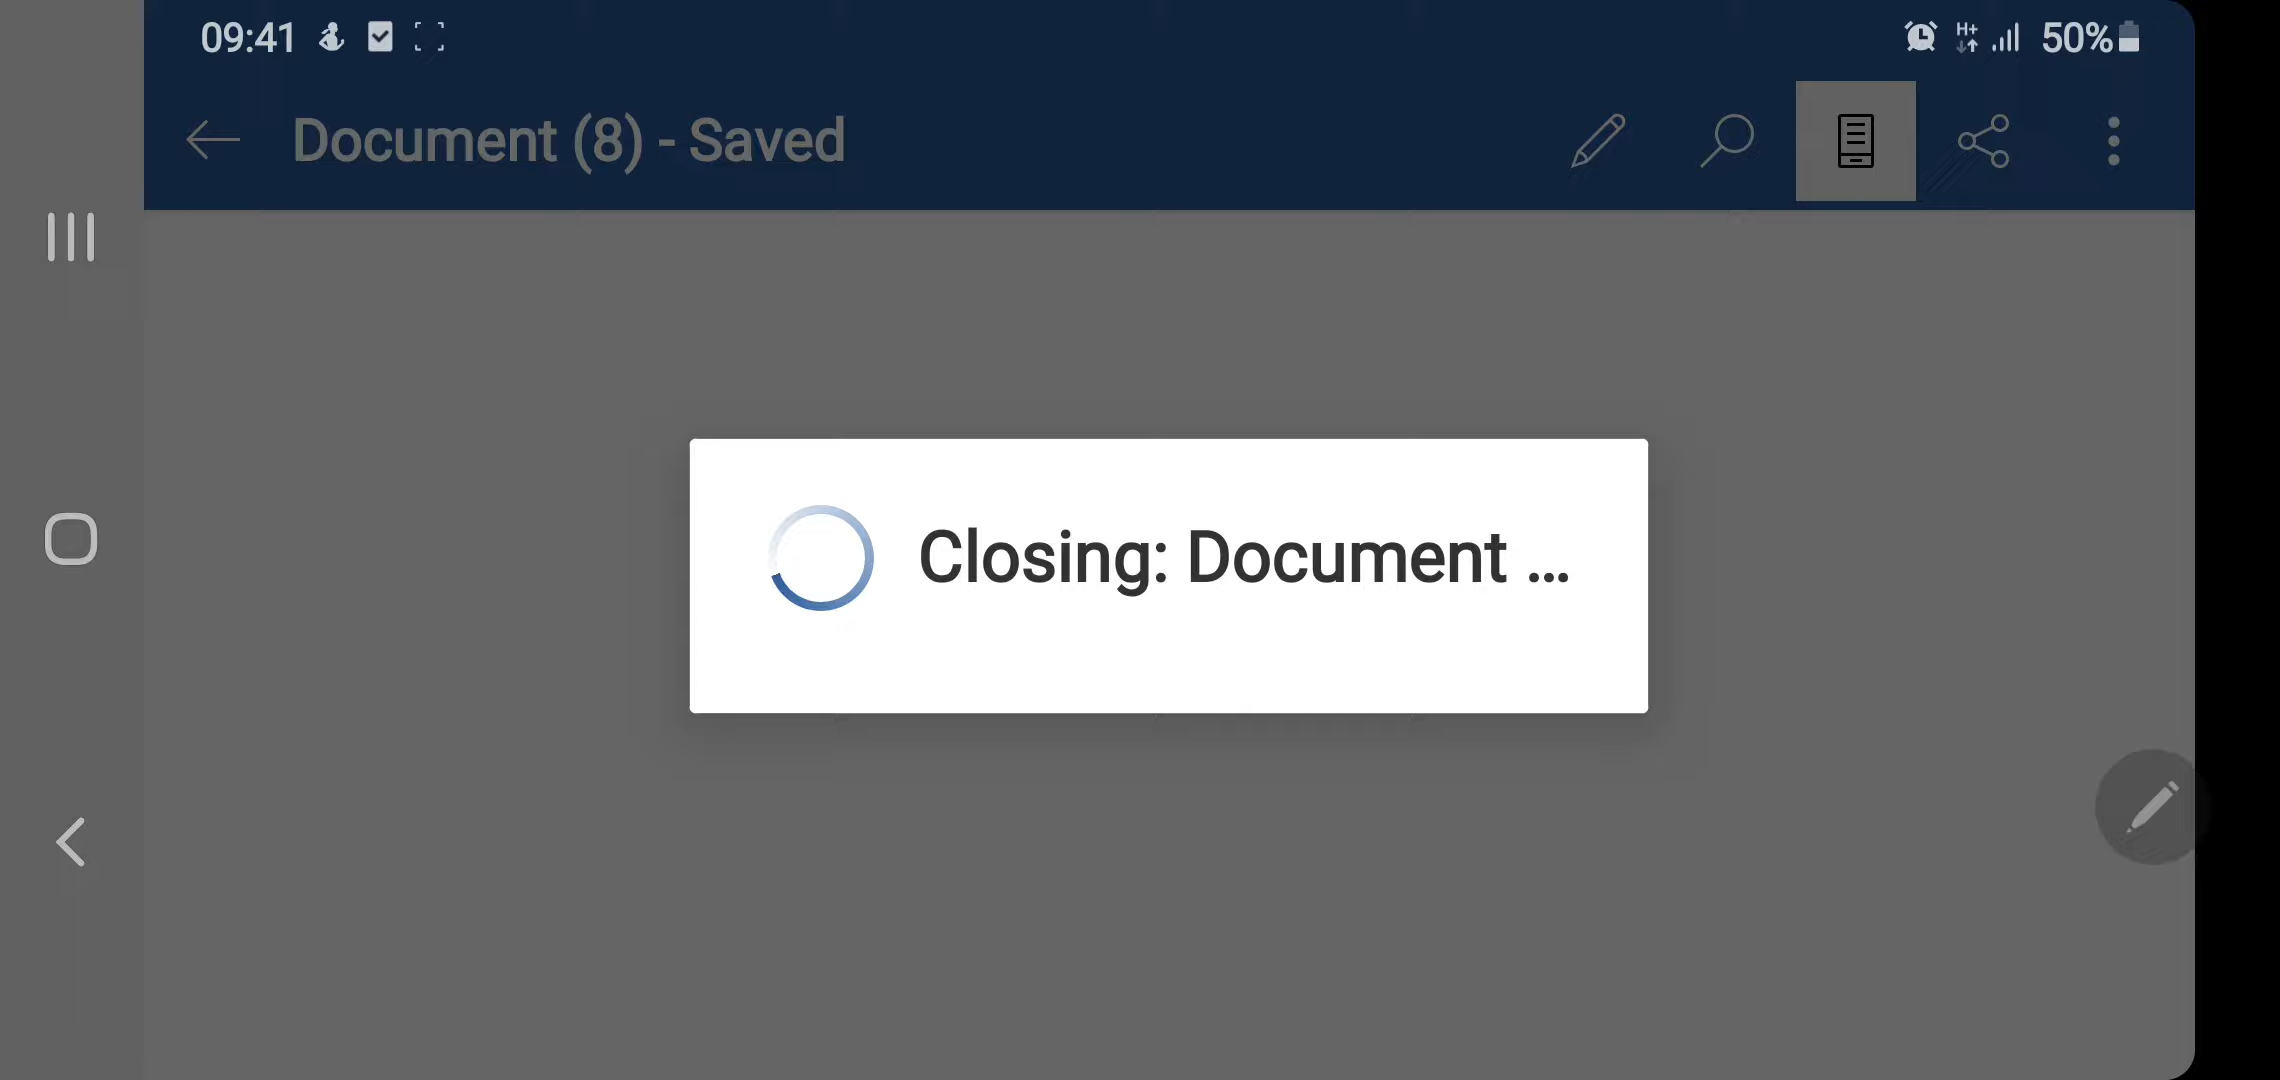 09:41
H+
50%
Document (8) - Saved
Closing: Document ...